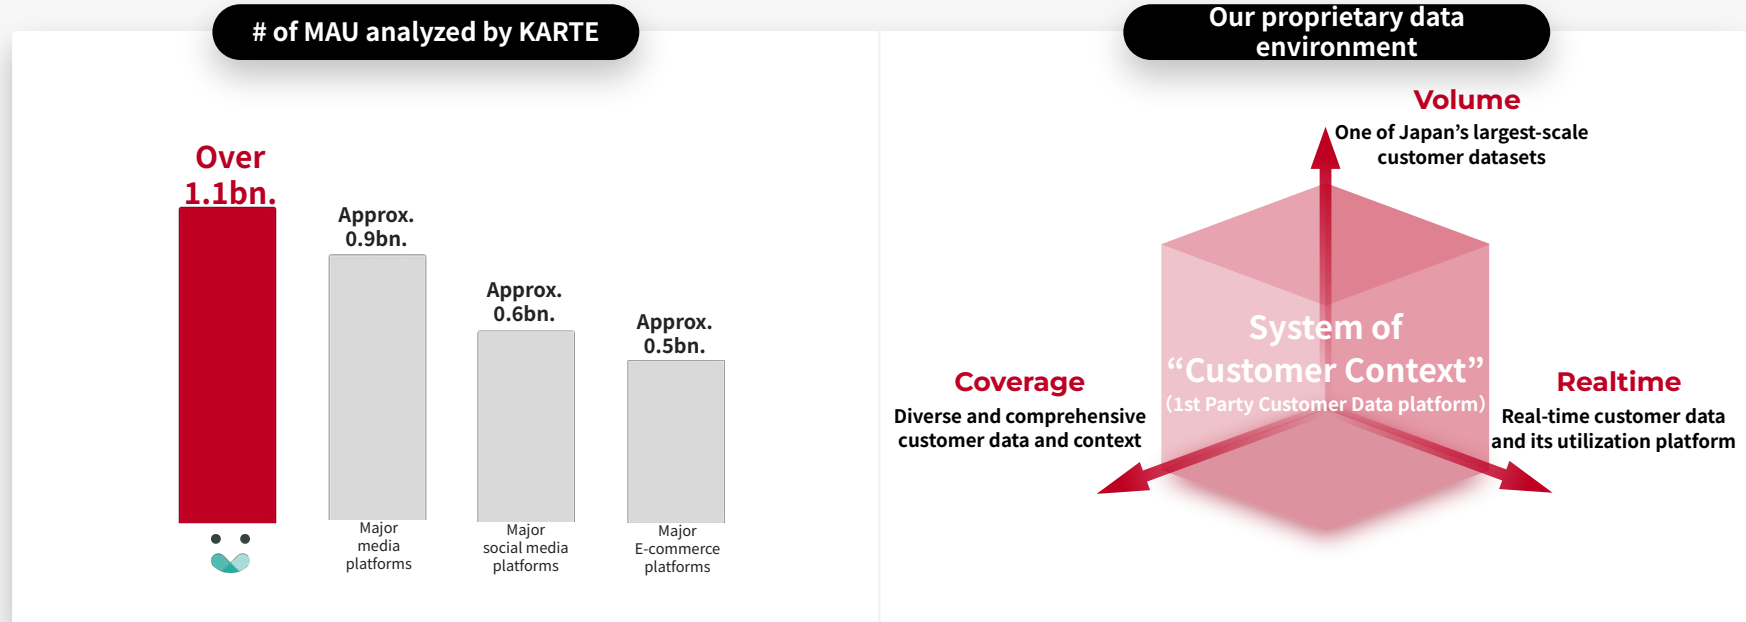 # of MAU analyzed by KARTE
Over
1.1bn.
Approx.
0.9bn.
Approx.
0.6bn.
Approx.
0.5bn.
Major
media
platforms
Major
social media
platforms
Major
E-commerce
platforms
Our proprietary data
environment
Volume
One of Japan’s largest-scale
customer datasets
System of
“Customer Context”
（1st Party Customer Data platform）
Coverage
Diverse and comprehensive
customer data and context
Realtime
Real-time customer data
and its utilization platform